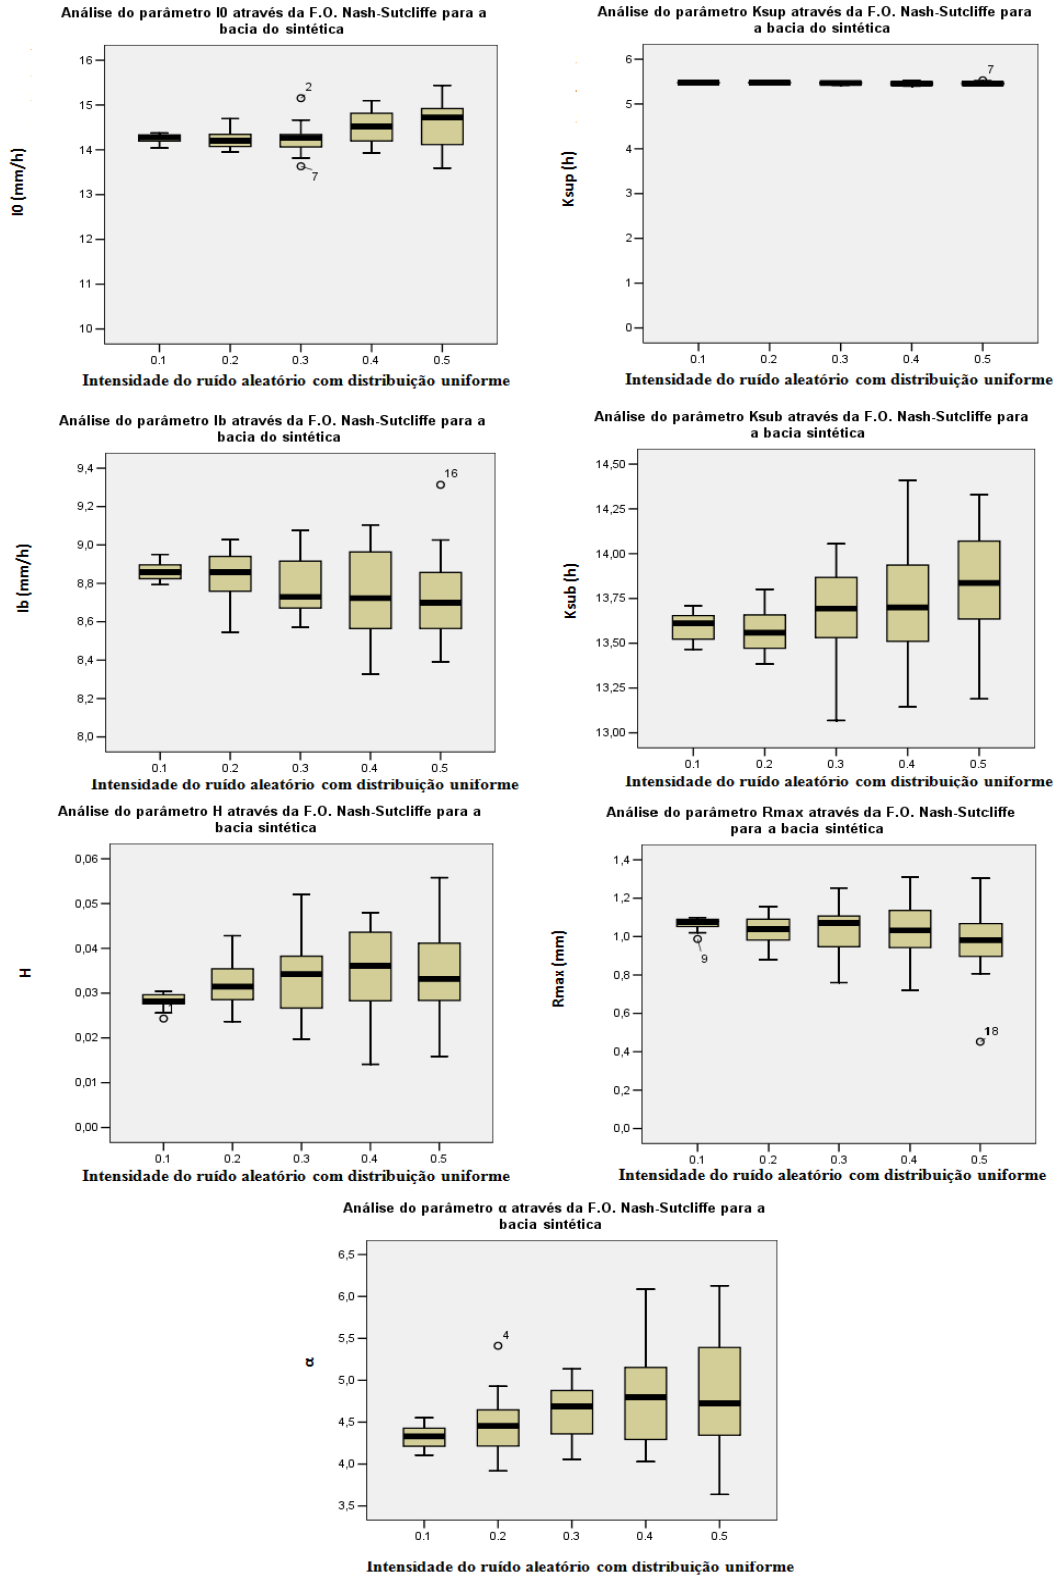 Análise do parâmetro I0 através da F.O. Nash-Sutcliffe para a
bacia do sintética
16
15
14
13
12
11
10
I0 (mm/h)
2
7
0.1 0.2 0.3 0.4 0.5
Intensidade do ruído aleatório com distribuição uniforme
Análise do parâmetro Ksup através da F.O. Nash-Sutcliffe para
a bacia do sintética
6
5
4
3
2
1
0
Ksup (h)
7
0.1 0.2 0.3 0.4 0.5
Intensidade do ruído aleatório com distribuição uniforme
Análise do parâmetro Ib através da F.O. Nash-Sutcliffe para a
bacia do sintética
9,4
9,2
9,0
8,8
8,6
8,4
8,2
8,0
Ib (mm/h)
16
0.1 0.2 0.3 0.4 0.5
Intensidade do ruído aleatório com distribuição uniforme
Análise do parâmetro Ksub através da F.O. Nash-Sutcliffe para
a bacia sintética
14,50
14,25
14,00
13,75
13,50
13,25
13,00
Ksub (h)
0.1 0.2 0.3 0.4 0.5
Intensidade do ruído aleatório com distribuição uniforme
Análise do parâmetro H através da F.O. Nash-Sutcliffe para a
bacia sintética
0,06
0,05
0,04
0,03
0,02
0,01
0,00
H
0.1 0.2 0.3 0.4 0.5
Intensidade do ruído aleatório com distribuição uniforme
Análise do parâmetro Rmax através da F.O. Nash-Sutcliffe
para a bacia sintética
1,4
1,2
1,0
0,8
0,6
0,4
0,2
0,0
Rmax (mm)
9
18
0.1 0.2 0.3 0.4 0.5
Intensidade do ruído aleatório com distribuição uniforme
Análise do parâmetro α através da F.O. Nash-Sutcliffe para a
bacia sintética
6,5
6,0
5,5
5,0
4,5
4,0
3,5
α
4
0.1 0.2 0.3 0.4 0.5
Intensidade do ruído aleatório com distribuição uniforme